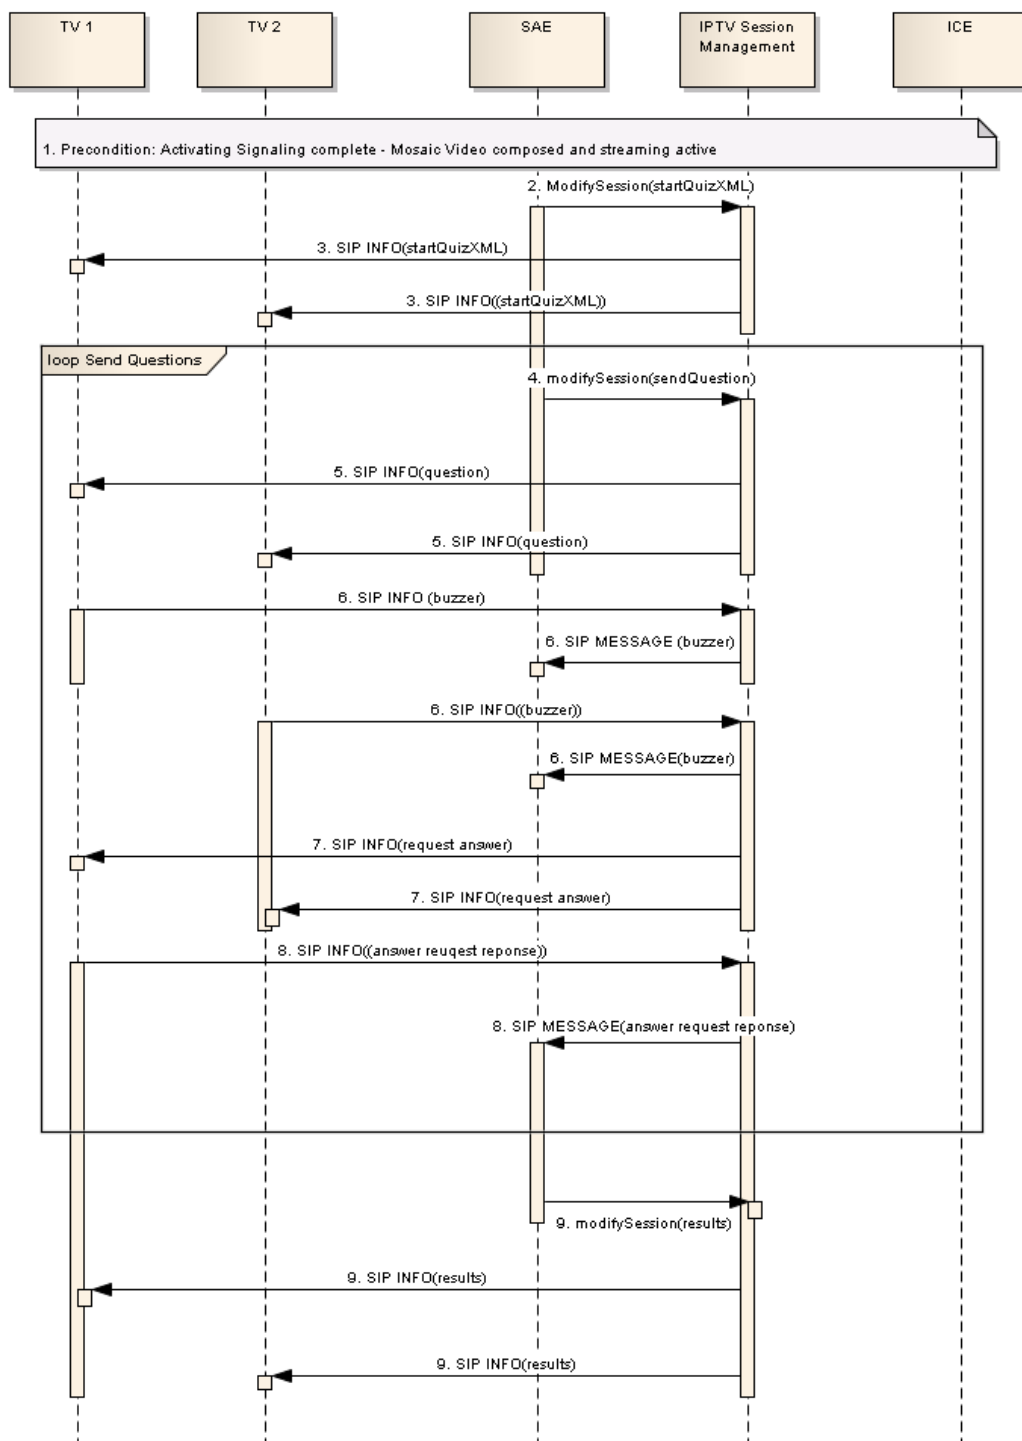 TV 1
TV 2
SAE
IPTV Session
Management
ICE
1. Precondition: Activating Signaling complete - Mosaic Video composed and streaming active
2. ModifySession(startQuizXML)
3. SIP INFO(startQuizXML)
3. SIP INFO((startQuizXML))
loop Send Questions
4. modifySession(sendQuestion)
5. SIP INFO(question)
5. SIP INFO(question)
6. SIP INFO (buzzer)
6. SIP MESSAGE (buzzer)
6. SIP INFO((buzzer))
6. SIP MESSAGE(buzzer)
7. SIP INFO(request answer)
7. SIP INFO(request answer)
8. SIP INFO((answer reuqest reponse))
8. SIP MESSAGE(answer request reponse)
9. modifySession(results)
9. SIP INFO(results)
9. SIP INFO(results)